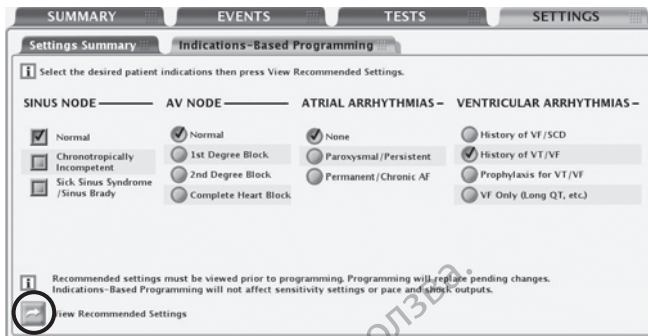 SUMMARY EVENTS TESTS SETTINGS
Settings Summary Indications-Based Programming
i Select the desired patient indications then press View Recommended Settings.
SINUS NODE AV NODE ATRIAL ARRHYTHMIAS VENTRICULAR ARRHYTHMIAS
Normal Normal None History of VF/SCD
Chronotropically Incompetent 1st Degree Block Paroxysmal/Persistent History of VT/VF
Sick Sinus Syndrome /Sinus Brady 2nd Degree Block Permanent/Chronic AF Prophylaxis for VT/VF
Complete Heart Block VF Only (Long QT, etc.)
i Recommended settings must be viewed prior to programming. Programming will replace pending changes.
Indications-Based Programming will not affect sensitivity settings or pace and shock outputs.
View Recommended Settings